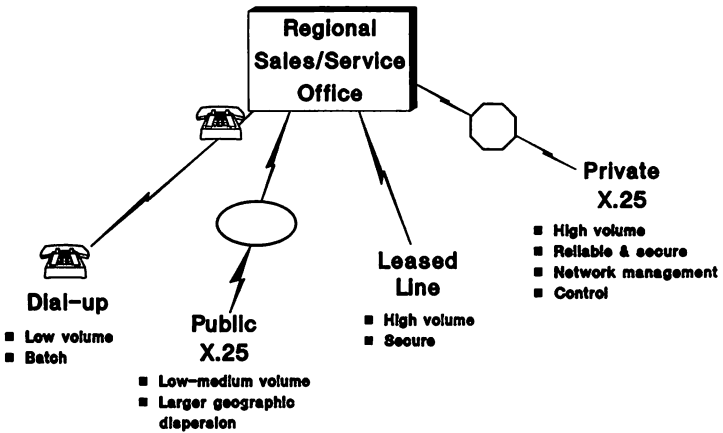 Regional
Sales/Service
Office
Dial-up
■ Low volume
■ Batch
Public
X.25
■ Low-medium volume
■ Larger geographic
dispersion
Leased
Line
■ High volume
■ Secure
Private
X.25
■ High volume
■ Reliable & secure
■ Network management
■ Control